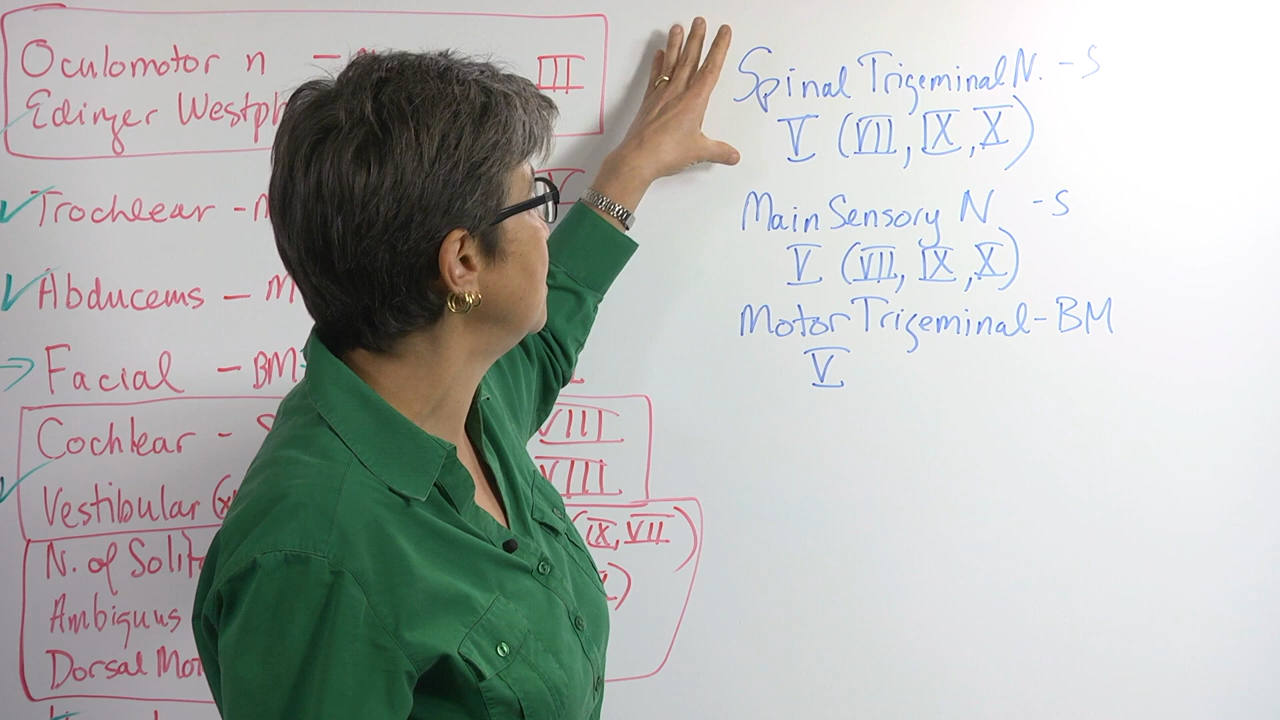 Oculomotor n - III
Edinger Westph
Trochlear -
Abducens - M
Facial - BM
Cochlear - VIII
Vestibular VIII
N. of Solit IX, VII)
Ambiguus )
Dorsal Mot
Spinal Trigeminal N. - S
V (VII, IX, X)
Main Sensory N - S
V (VII, IX, X)
Motor Trigeminal - BM
V